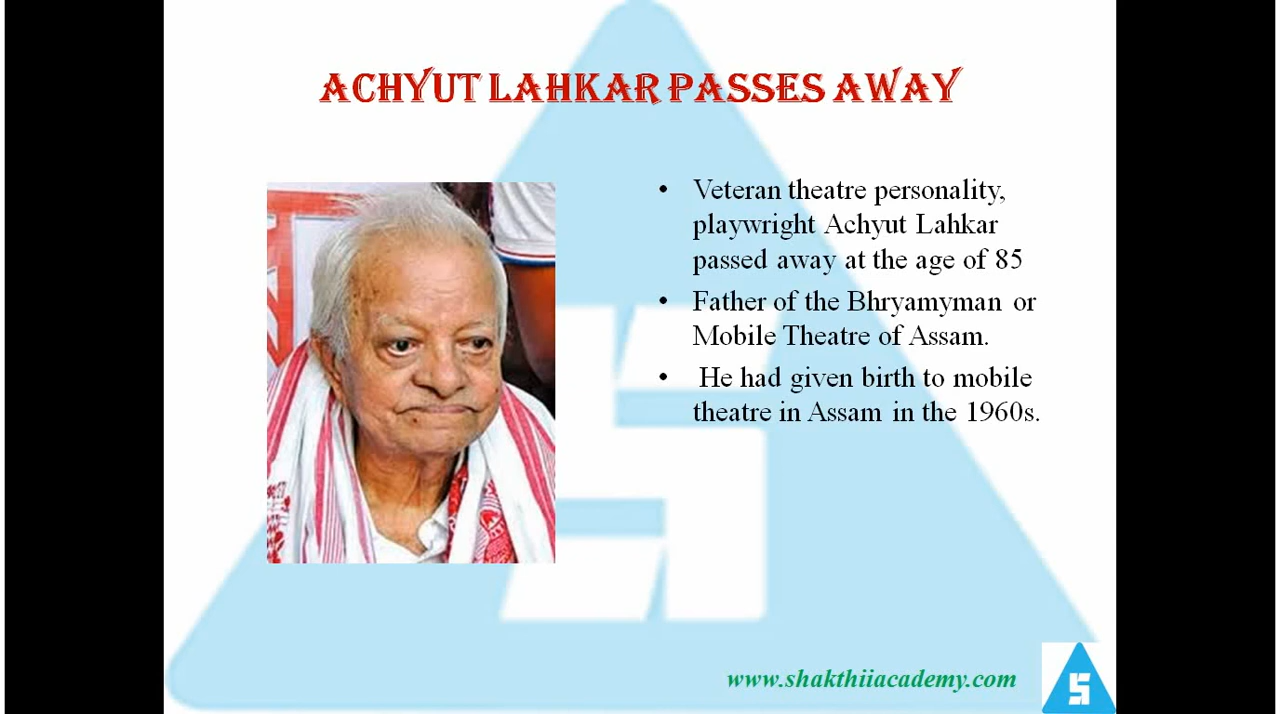 ACHYUT LAHKAR PASSES AWAY
• Veteran theatre personality,
playwright Achyut Lahkar
passed away at the age of 85
• Father of the Bhryamyman or
Mobile Theatre of Assam.
• He had given birth to mobile
theatre in Assam in the 1960s.
www.shakthiiacademy.com